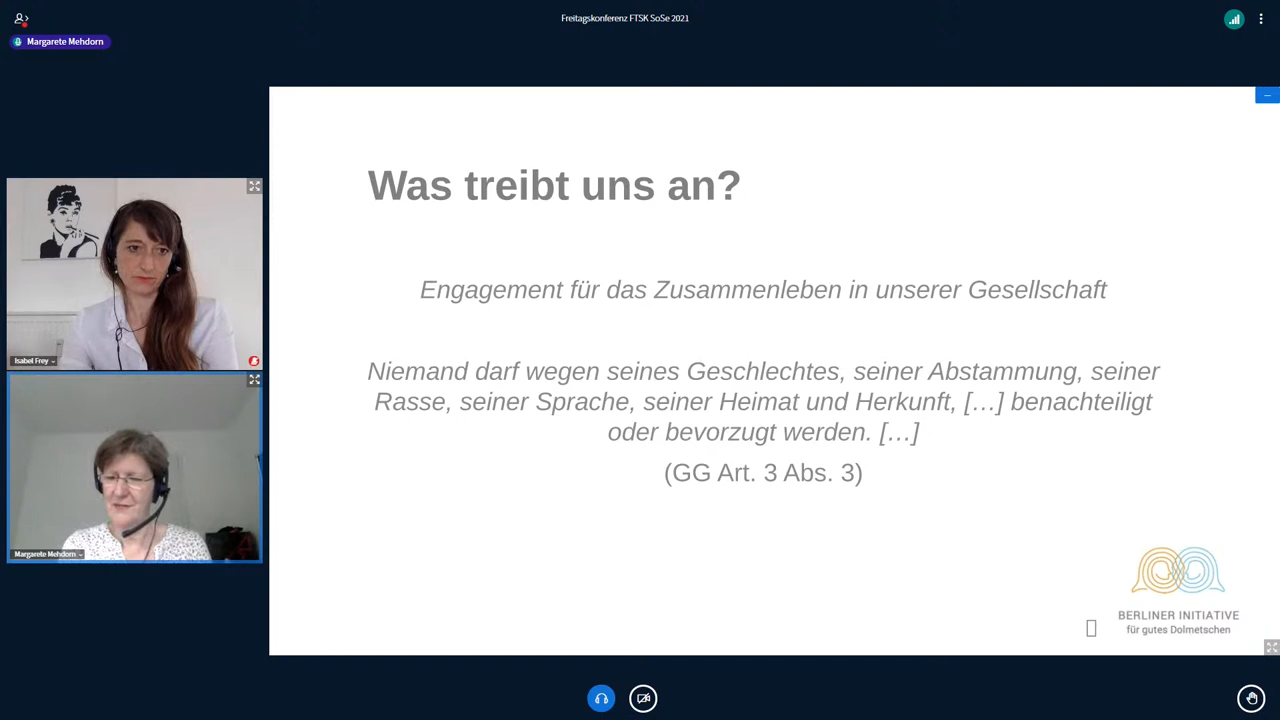 Freitagskonferenz FTSK SoSe 2021
Margarete Mehdorn
Isabel Frey
Margarete Mehdorn
Was treibt uns an?
Engagement für das Zusammenleben in unserer Gesellschaft
Niemand darf wegen seines Geschlechtes, seiner Abstammung, seiner
Rasse, seiner Sprache, seiner Heimat und Herkunft, […] benachteiligt
oder bevorzugt werden. […]
(GG Art. 3 Abs. 3)
BERLINER INITIATIVE
für gutes Dolmetschen